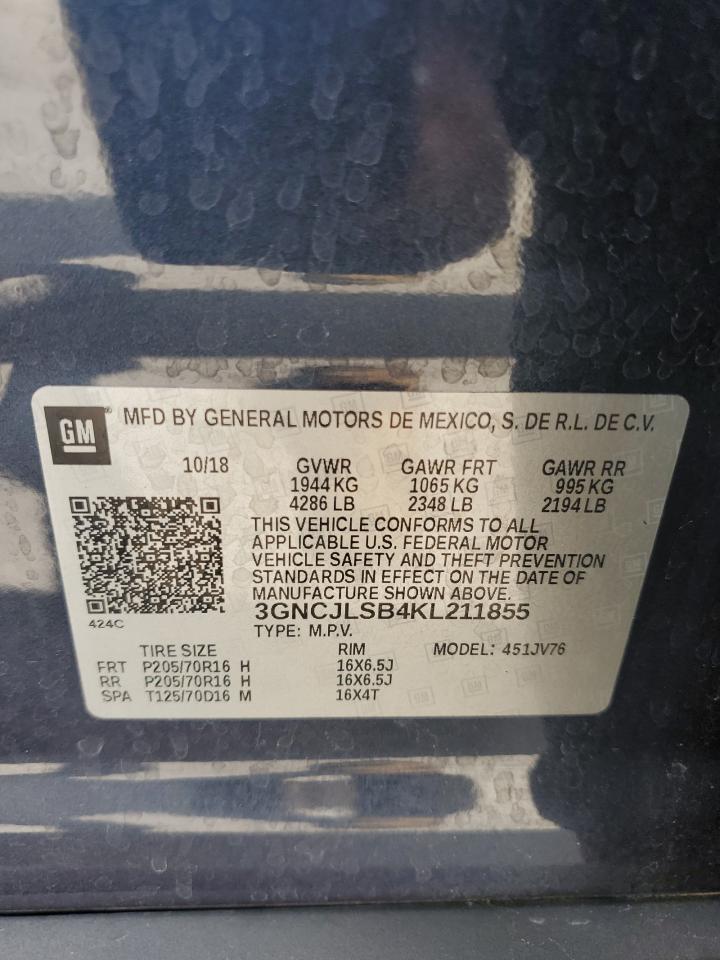 GM® MFD BY GENERAL MOTORS DE MEXICO, S. DE R.L. DE C.V.
10/18 GVWR GAWR FRT GAWR RR
1944 KG 1065 KG 995 KG
4286 LB 2348 LB 2194 LB
THIS VEHICLE CONFORMS TO ALL
APPLICABLE U.S. FEDERAL MOTOR
VEHICLE SAFETY AND THEFT PREVENTION
STANDARDS IN EFFECT ON THE DATE OF
MANUFACTURE SHOWN ABOVE.
3GNCJLSB4KL211855
424C
TYPE: M.P.V.
TIRE SIZE RIM MODEL: 451JV76
FRT P205/70R16 H 16X6.5J
RR P205/70R16 H 16X6.5J
SPA T125/70D16 M 16X4T